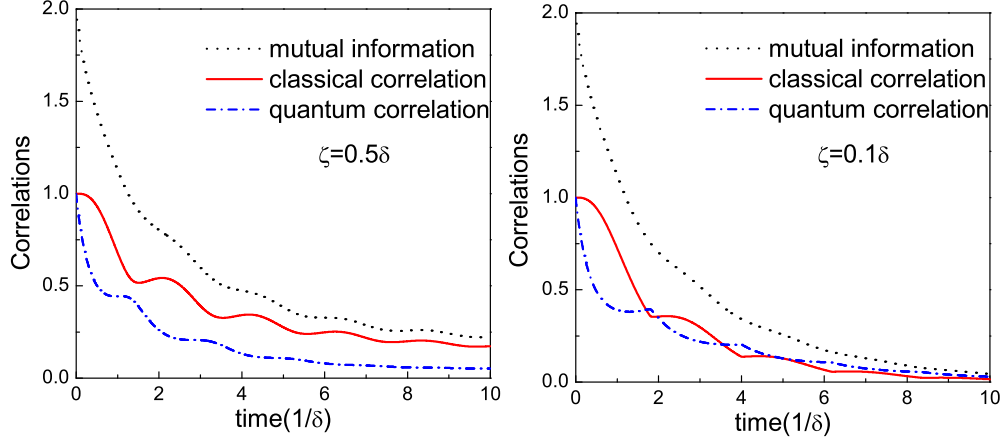 2.0
1.5
1.0
0.5
0.0
Correlations
0
2
4
6
8
10
time(1/δ)
mutual information
classical correlation
quantum correlation
ζ=0.5δ
2.0
1.5
1.0
0.5
0.0
Correlations
0
2
4
6
8
10
time(1/δ)
mutual information
classical correlation
quantum correlation
ζ=0.1δ